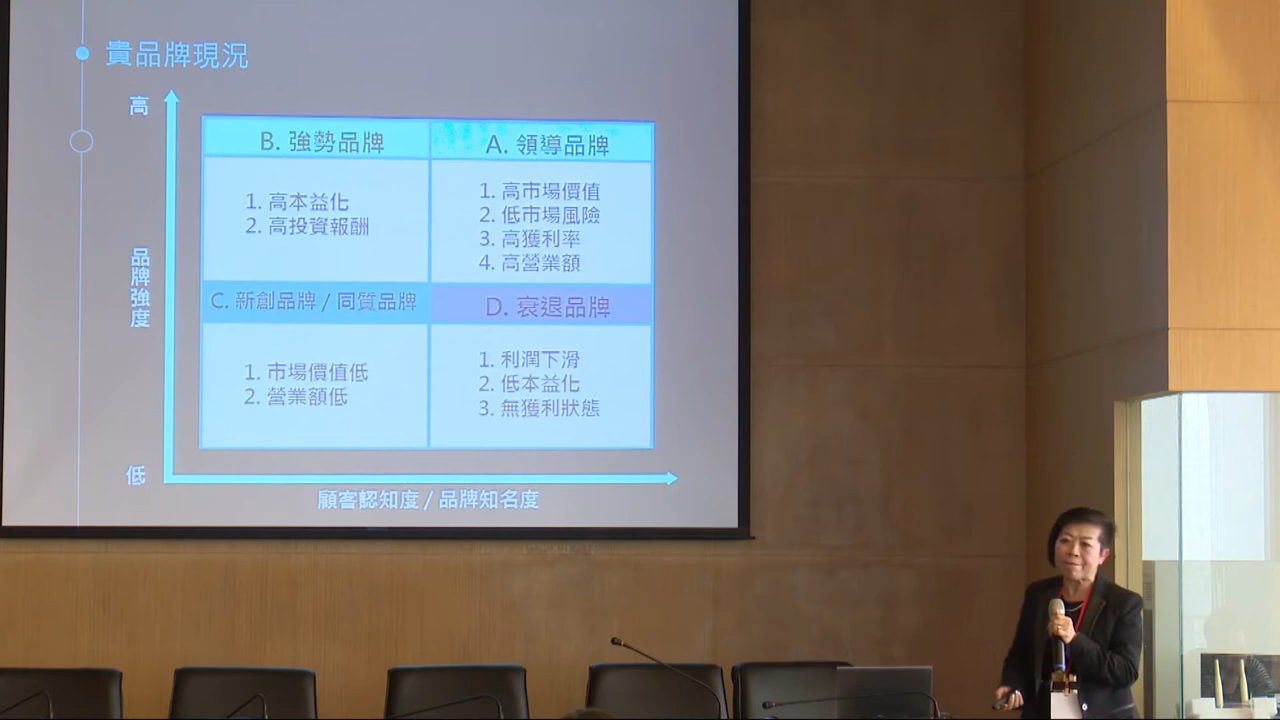 貴品牌現況
高
B. 強勢品牌
A. 領導品牌
1. 高本益化
2. 高投資報酬
1. 高市場價值
2. 低市場風險
3. 高獲利率
4. 高營業額
品牌強度
C. 新創品牌 / 同質品牌
D. 衰退品牌
1. 市場價值低
2. 營業額低
1. 利潤下滑
2. 低本益化
3. 無獲利狀態
低
顧客認知度 / 品牌知名度